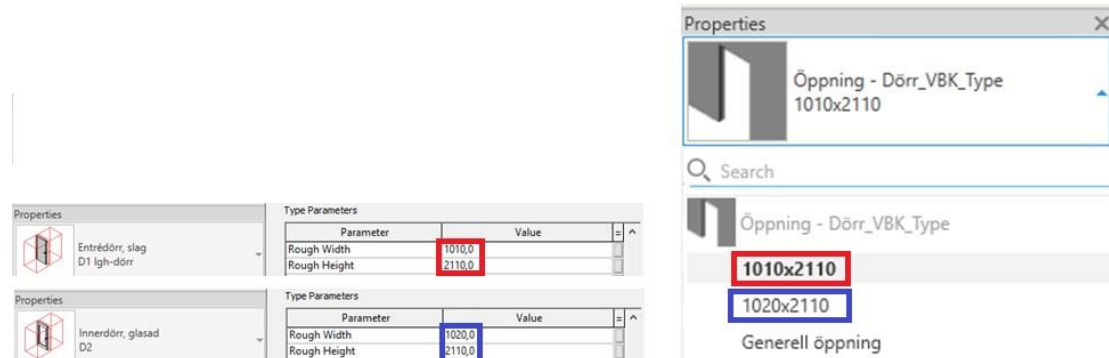 Properties
Entrédörr, slag
D1 lgh-dörr
Type Parameters
Parameter Value =
Rough Width 1010,0
Rough Height 2110,0
Properties
Innerdörr, glasad
D2
Type Parameters
Parameter Value =
Rough Width 1020,0
Rough Height 2110,0
Properties
Öppning - Dörr_VBK_Type
1010x2110
Search
Öppning - Dörr_VBK_Type
1010x2110
1020x2110
Generell öppning